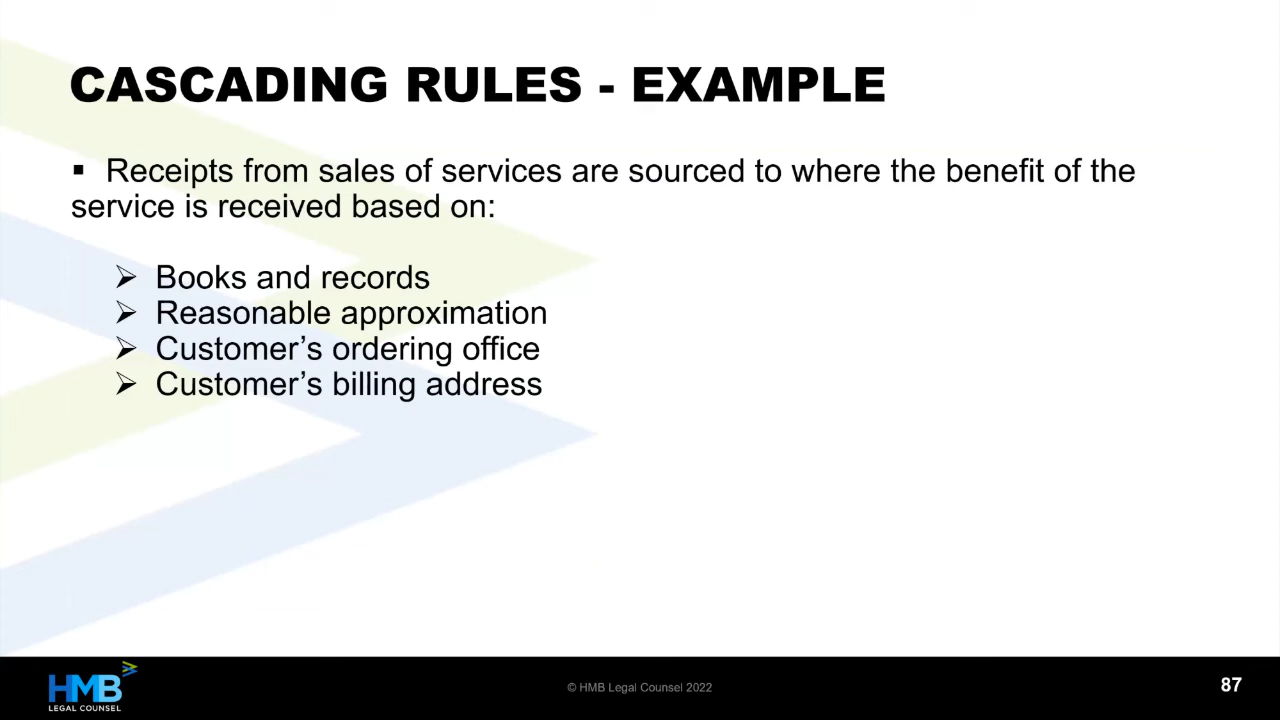 CASCADING RULES - EXAMPLE
▪ Receipts from sales of services are sourced to where the benefit of the
service is received based on:
➢ Books and records
➢ Reasonable approximation
➢ Customer’s ordering office
➢ Customer’s billing address
HMB
LEGAL COUNSEL
© HMB Legal Counsel 2022
87